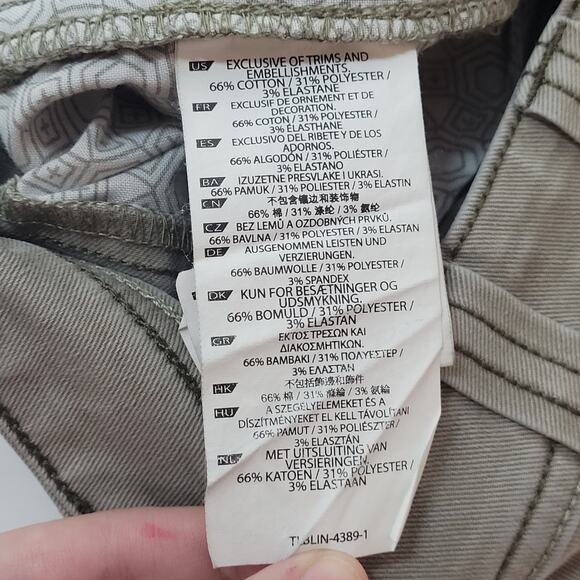 US EXCLUSIVE OF TRIMS AND
EMBELLISHMENTS.
66% COTTON / 31% POLYESTER /
3% ELASTANE
FR EXCLUSIF DE ORNEMENT ET DE
DECORATION.
66% COTON / 31% POLYESTER /
3% ELASTHANE
ES EXCLUSIVO DEL RIBETE Y DE LOS
ADORNOS.
66% ALGODÓN / 31% POLIÉSTER /
3% ELASTANO
BA IZUZETNE PRESVLAKE I UKRASI.
66% PAMUK / 31% POLIESTER / 3% ELASTIN
CN 不包含镶边和装饰物
66% 棉/ 31% 涤纶 / 3% 氨纶
CZ BEZ LEMŮ A OZDOBNÝCH PRVKŮ.
66% BAVLNA / 31% POLYESTER / 3% ELASTAN
DE AUSGENOMMEN LEISTEN UND
VERZIERUNGEN.
66% BAUMWOLLE / 31% POLYESTER /
3% SPANDEX
DK KUN FOR BESÆTNINGER OG
UDSMYKNING.
66% BOMULD / 31% POLYESTER /
3% ELASTAN
GR ΕΚΤΟΣ ΤΡΕΣΩΝ ΚΑΙ
ΔΙΑΚΟΣΜΗΤΙΚΩΝ.
66% ΒΑΜΒΑΚΙ / 31% ΠΟΛΥΕΣΤΕΡ /
3% ΕΛΑΣΤΑΝ
HK 不包括飾邊和飾件
66% 棉/ 31% 滌綸 / 3% 氨綸
HU A SZEGÉLYELEMEKET ÉS A
DÍSZÍTMÉNYEKET EL KELL TÁVOLÍTANI
66% PAMUT / 31% POLIÉSZTER /
3% ELASZTÁN
NL MET UITSLUITING VAN
VERSIERINGEN.
66% KATOEN / 31% POLYESTER /
3% ELASTAAN